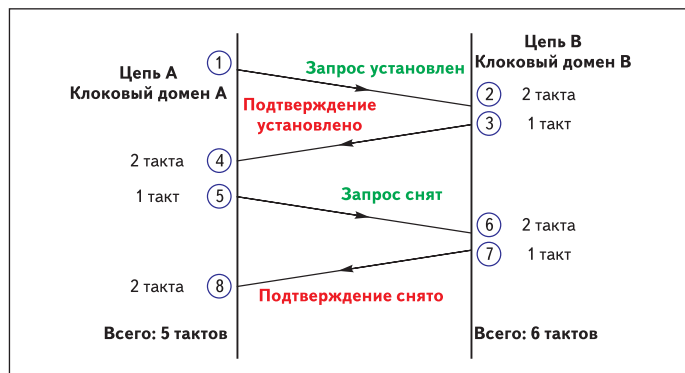 Цепь А
Клоковый домен А
1
Запрос установлен
Цепь В
Клоковый домен В
2
2 такта
Подтверждение
установлено
3
1 такт
2 такта
4
1 такт
5
Запрос снят
6
2 такта
7
1 такт
2 такта
8
Подтверждение снято
Всего: 5 тактов
Всего: 6 тактов